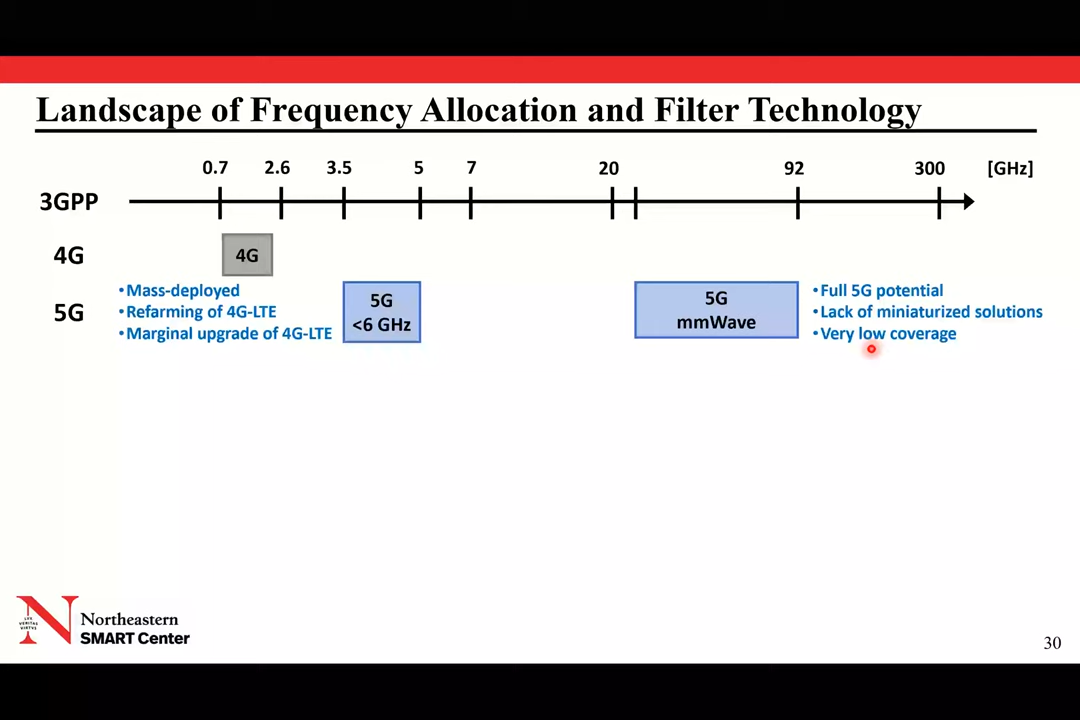 Landscape of Frequency Allocation and Filter Technology
0.7 2.6 3.5 5 7 20 92 300 [GHz]
3GPP
4G 4G
5G
•Mass-deployed
•Refarming of 4G-LTE
•Marginal upgrade of 4G-LTE
5G
<6 GHz
5G
mmWave
•Full 5G potential
•Lack of miniaturized solutions
•Very low coverage
N
Northeastern
SMART Center
30